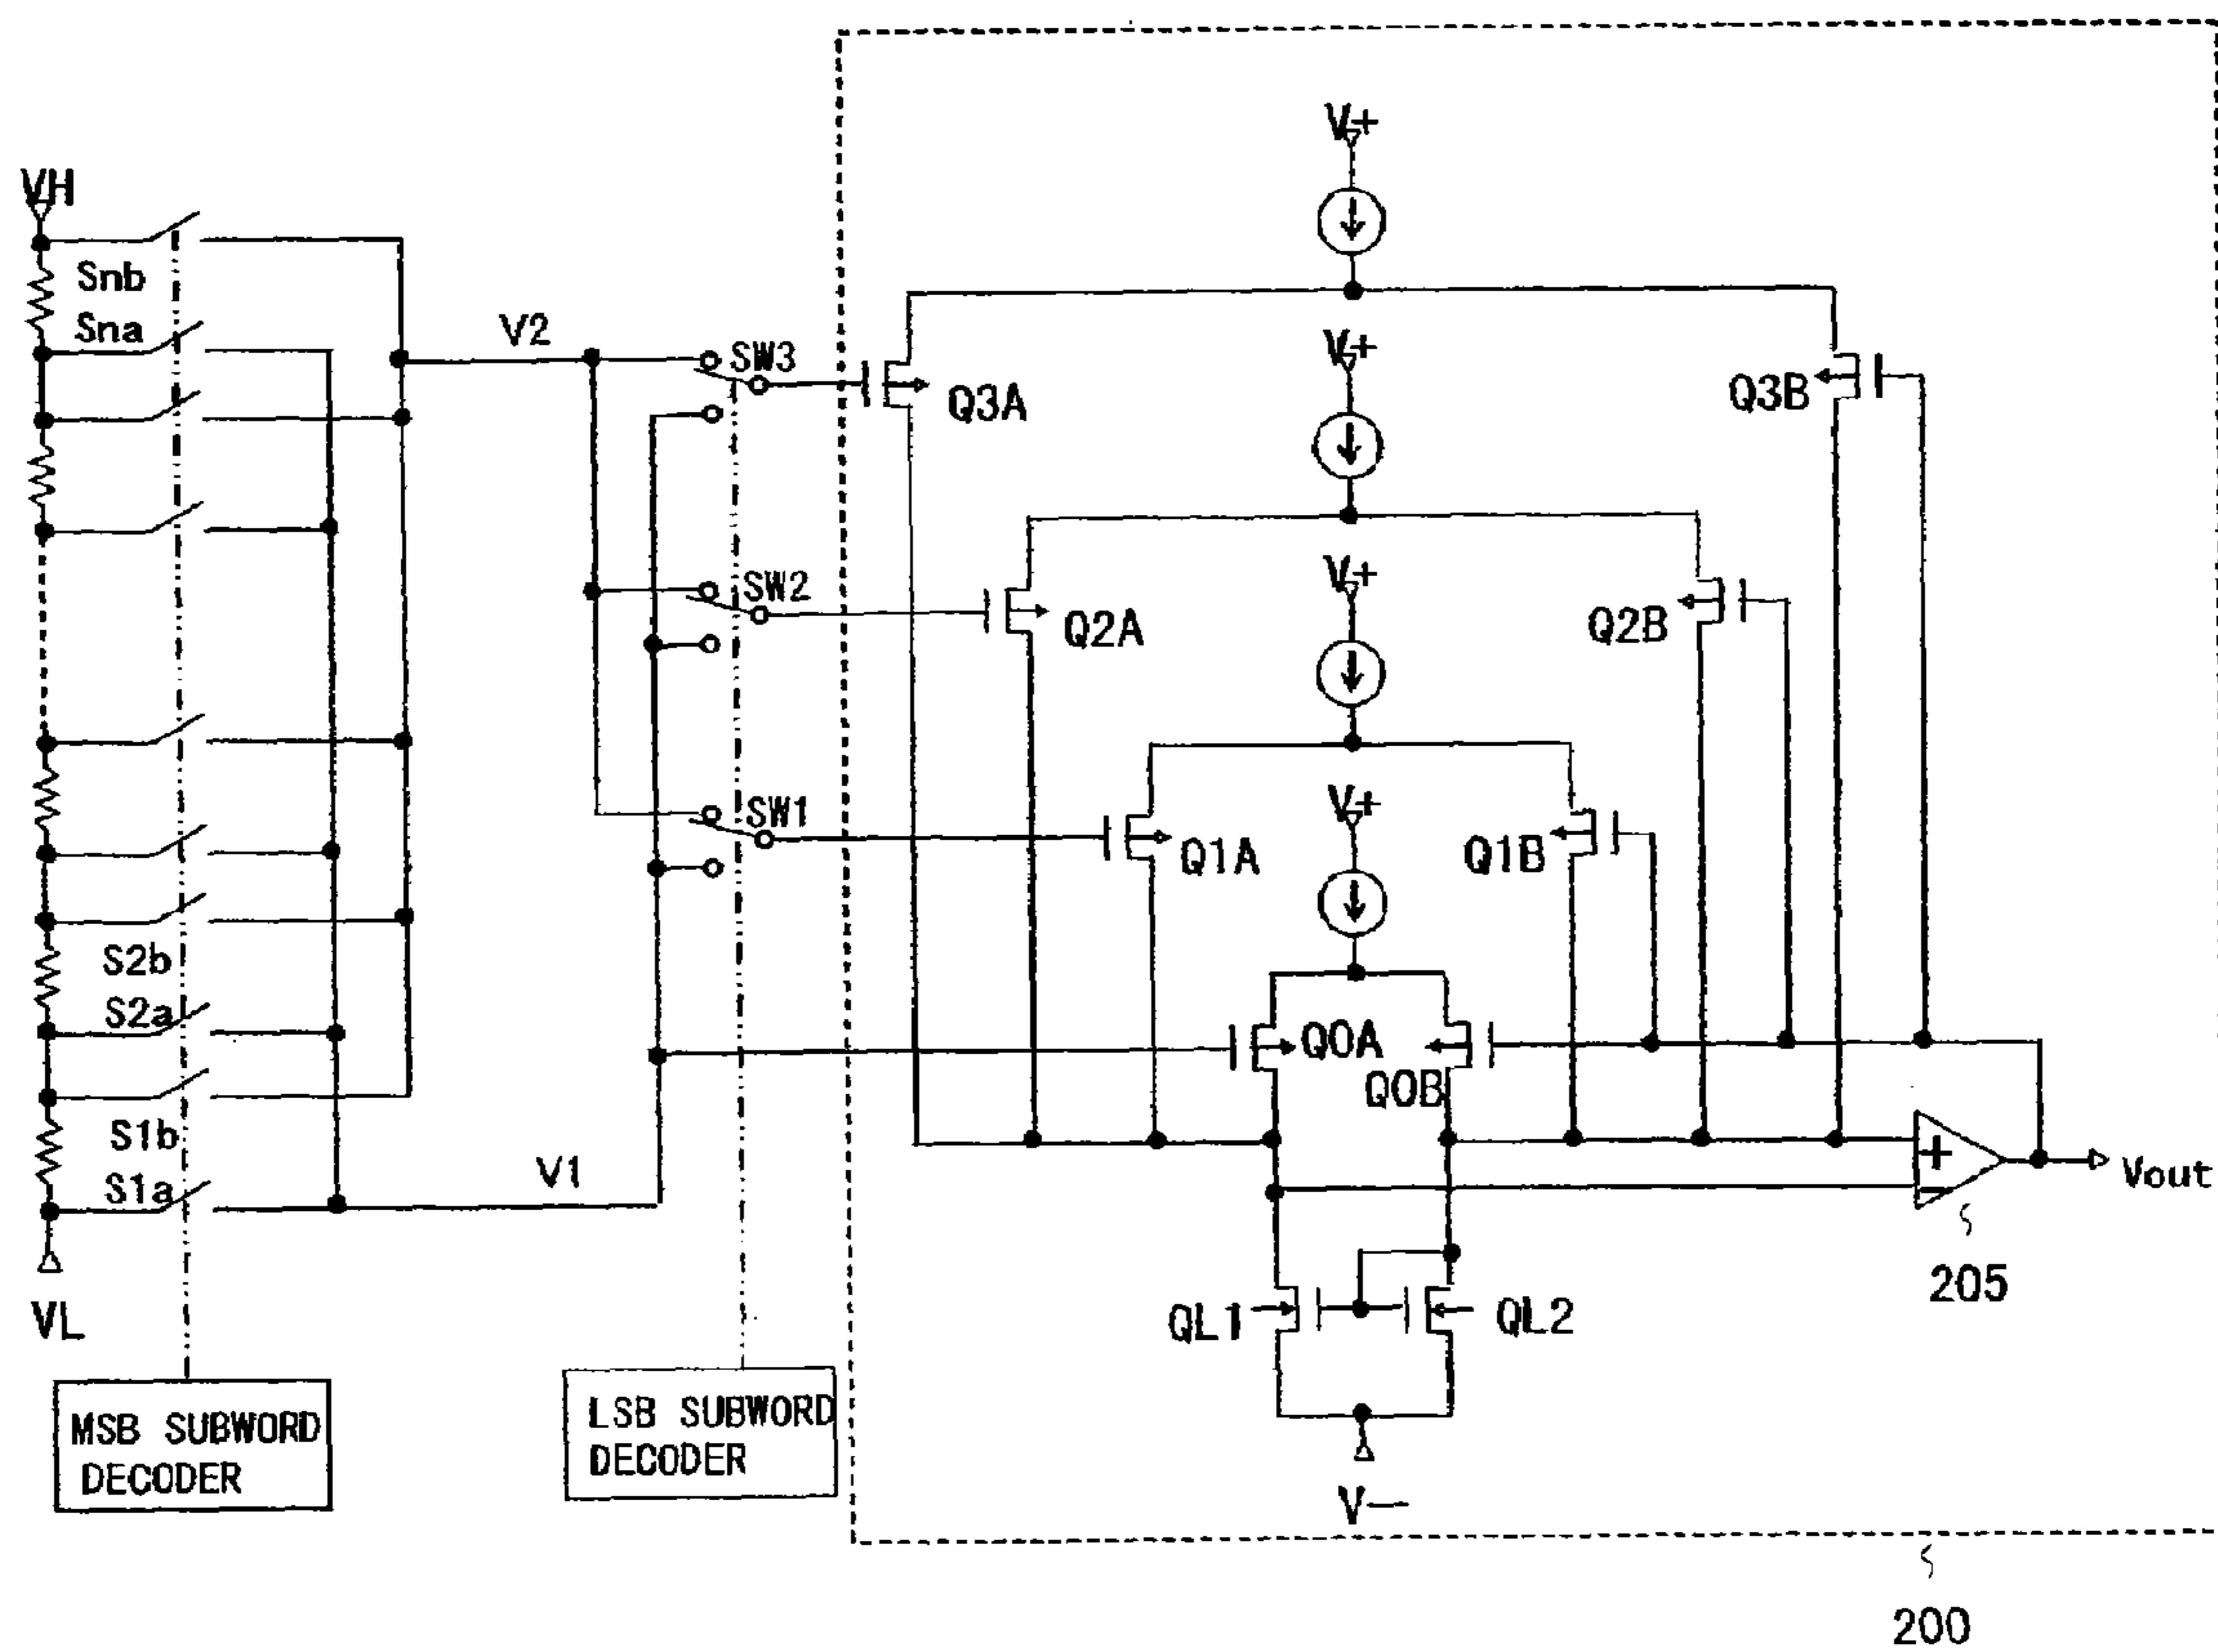 V+
VH
Snb
Sna
V2
SW3
V+
Q3A
Q3B
SW2
V+
Q2A
Q2B
SW1
V+
Q1A
Q1B
S2b
S2a
Q0A
Q0B
S1b
S1a
V1
+
−
Vout
205
VL
QL1
QL2
MSB SUBWORD
DECODER
LSB SUBWORD
DECODER
V−
200